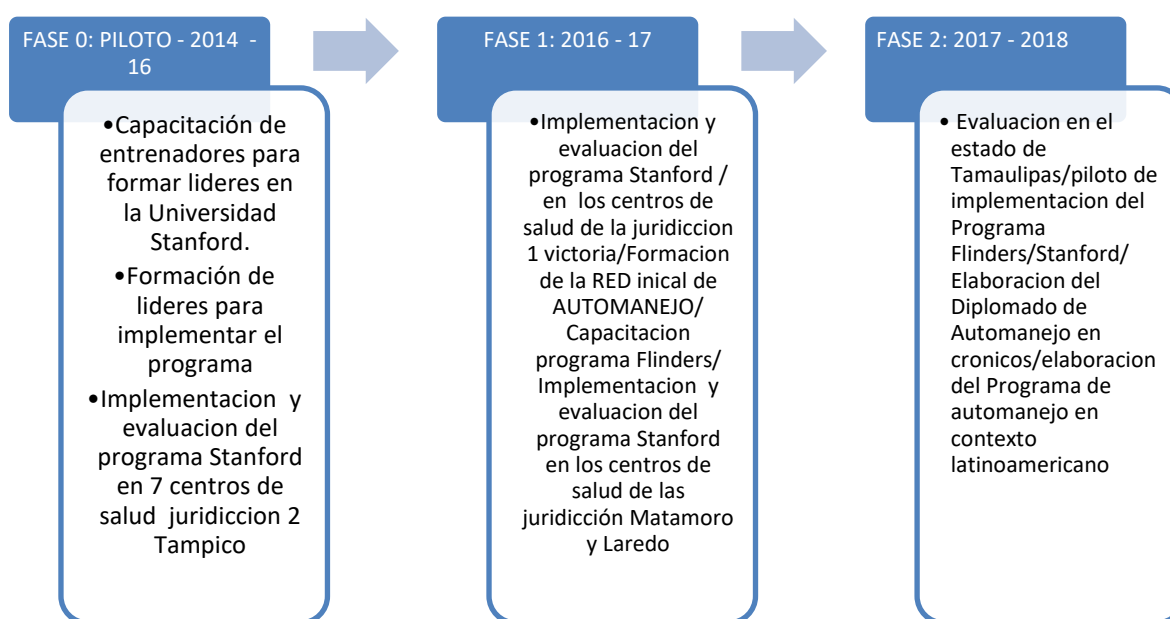 FASE 0: PILOTO - 2014 -
16
•Capacitación de
entrenadores para
formar lideres en
la Universidad
Stanford.
•Formación de
lideres para
implementar el
programa
•Implementacion y
evaluacion del
programa Stanford
en 7 centros de
salud juridiccion 2
Tampico
FASE 1: 2016 - 17
•Implementacion y
evaluacion del
programa Stanford /
en los centros de
salud de la juridiccion
1 victoria/Formacion
de la RED inical de
AUTOMANEJO/
Capacitacion
programa Flinders/
Implementacion y
evaluacion del
programa Stanford
en los centros de
salud de las
juridicción Matamoro
y Laredo
FASE 2: 2017 - 2018
• Evaluacion en el
estado de
Tamaulipas/piloto de
implementacion del
Programa
Flinders/Stanford/
Elaboracion del
Diplomado de
Automanejo en
cronicos/elaboracion
del Programa de
automanejo en
contexto
latinoamericano